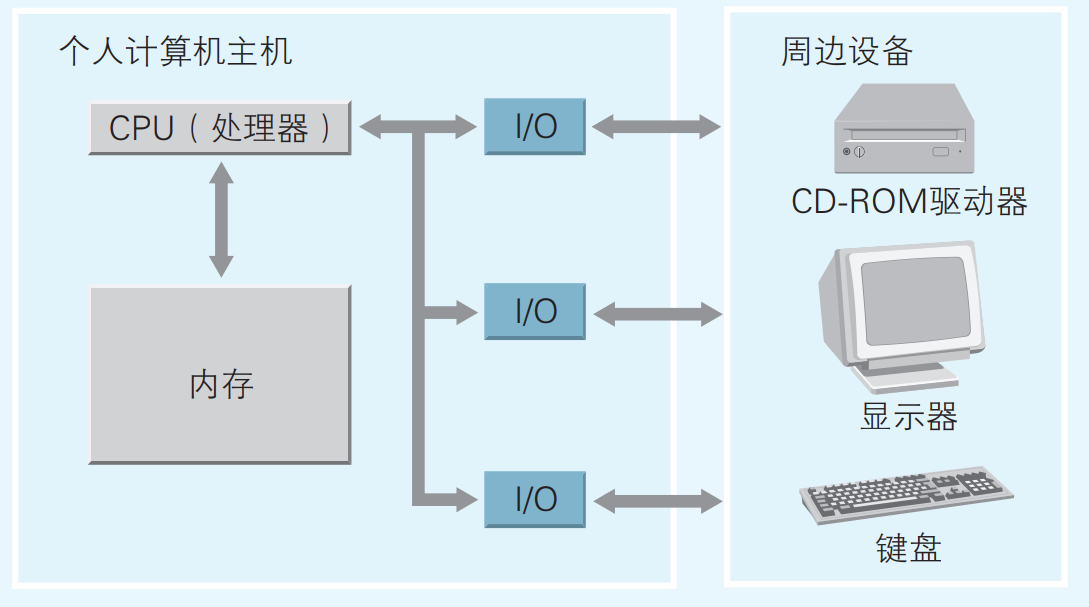 个人计算机主机
周边设备
CPU（处理器）
I/O
CD-ROM驱动器
I/O
内存
显示器
I/O
键盘